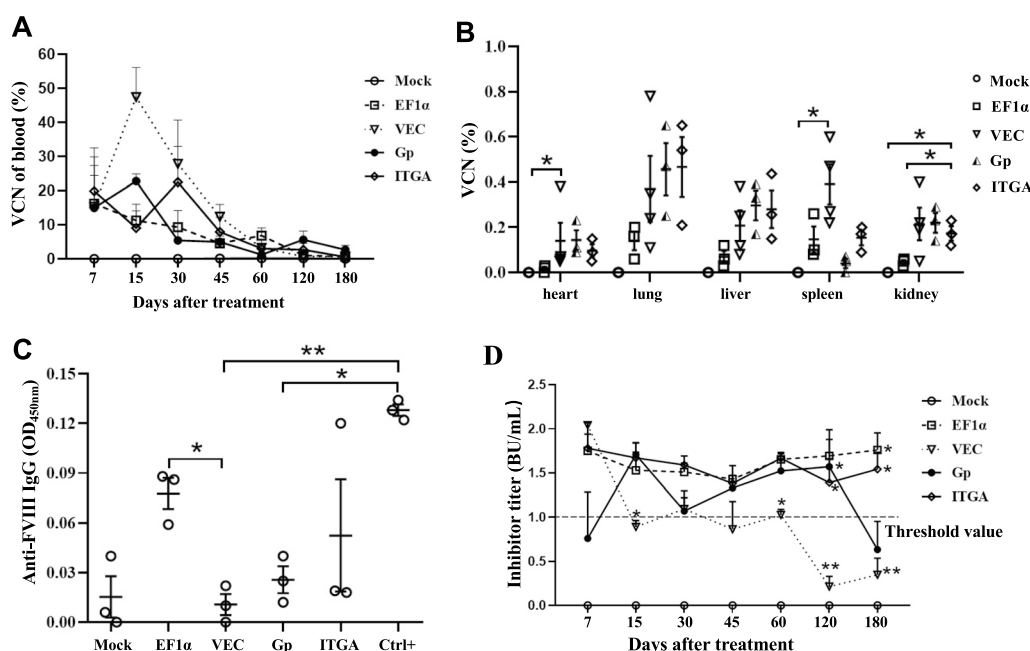 A
VCN of blood (%)
60
50
40
30
20
10
0
7 15 30 45 60 120 180
Days after treatment
Mock
EF1α
VEC
Gp
ITGA
B
VCN (%)
1.0
0.8
0.6
0.4
0.2
0.0
* * * *
heart lung liver spleen kidney
Mock
EF1α
VEC
Gp
ITGA
C
Anti-FVIII IgG (OD450nm)
0.15
0.12
0.09
0.06
0.03
0.00
**
*
*
Mock EF1α VEC Gp ITGA Ctrl+
D
Inhibitor titer (BU/mL)
2.5
2.0
1.5
1.0
0.5
0.0
* * ** * * * * **
Threshold value
7 15 30 45 60 120 180
Days after treatment
Mock
EF1α
VEC
Gp
ITGA